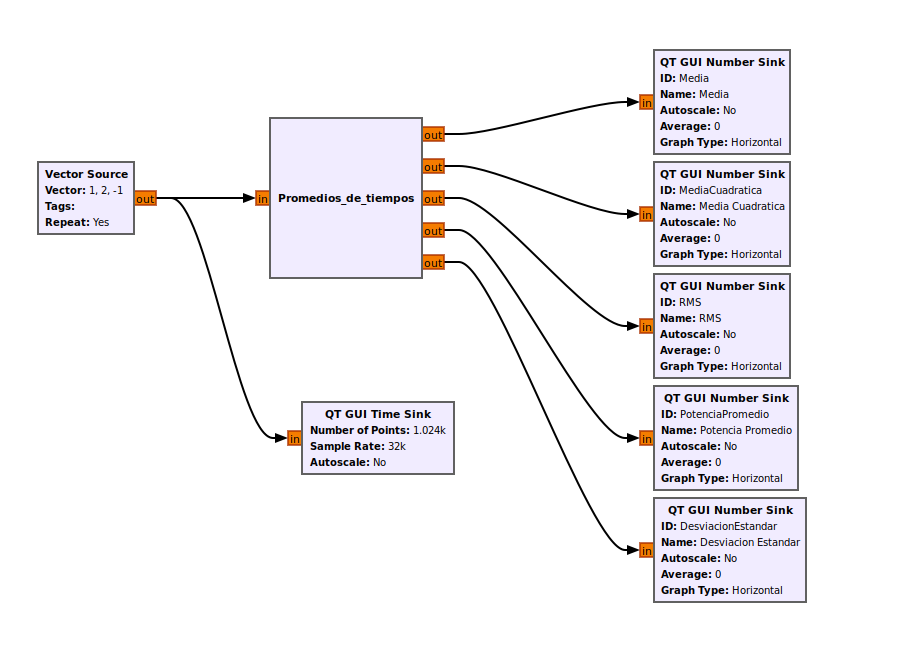 Vector Source
Vector: 1, 2, -1
Tags:
Repeat: Yes
out
in
Promedios_de_tiempos
out
out
out
out
out
in
QT GUI Time Sink
Number of Points: 1.024k
Sample Rate: 32k
Autoscale: No
in
QT GUI Number Sink
ID: Media
Name: Media
Autoscale: No
Average: 0
Graph Type: Horizontal
in
QT GUI Number Sink
ID: MediaCuadratica
Name: Media Cuadratica
Autoscale: No
Average: 0
Graph Type: Horizontal
in
QT GUI Number Sink
ID: RMS
Name: RMS
Autoscale: No
Average: 0
Graph Type: Horizontal
in
QT GUI Number Sink
ID: PotenciaPromedio
Name: Potencia Promedio
Autoscale: No
Average: 0
Graph Type: Horizontal
in
QT GUI Number Sink
ID: DesviacionEstandar
Name: Desviacion Estandar
Autoscale: No
Average: 0
Graph Type: Horizontal